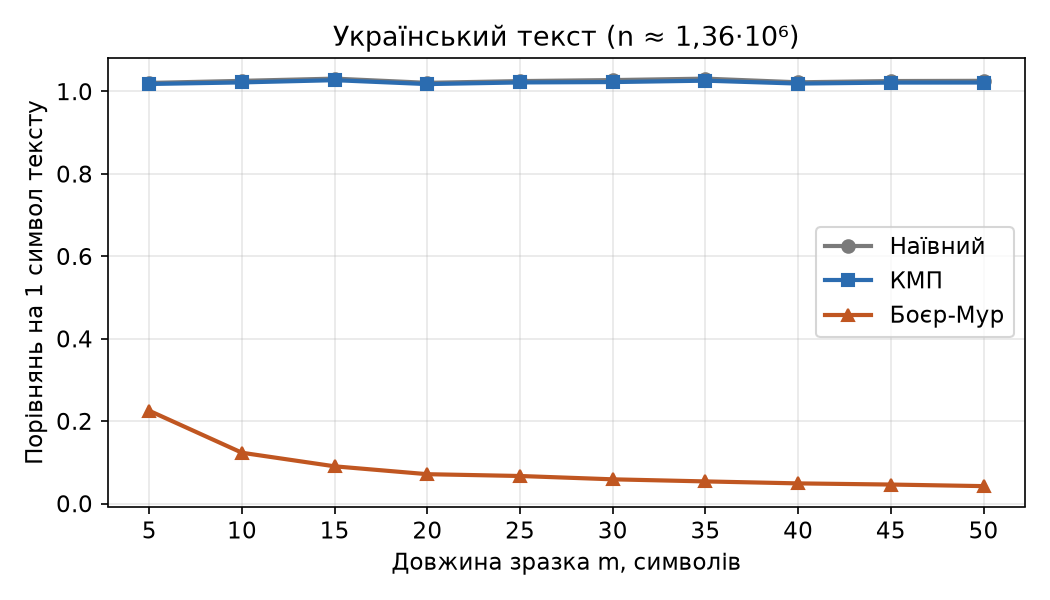 Український текст (n ≈ 1,36·10⁶)
Порівнянь на 1 символ тексту
1.0
0.8
0.6
0.4
0.2
0.0
Наївний
КМП
Боєр-Мур
5 10 15 20 25 30 35 40 45 50
Довжина зразка m, символів